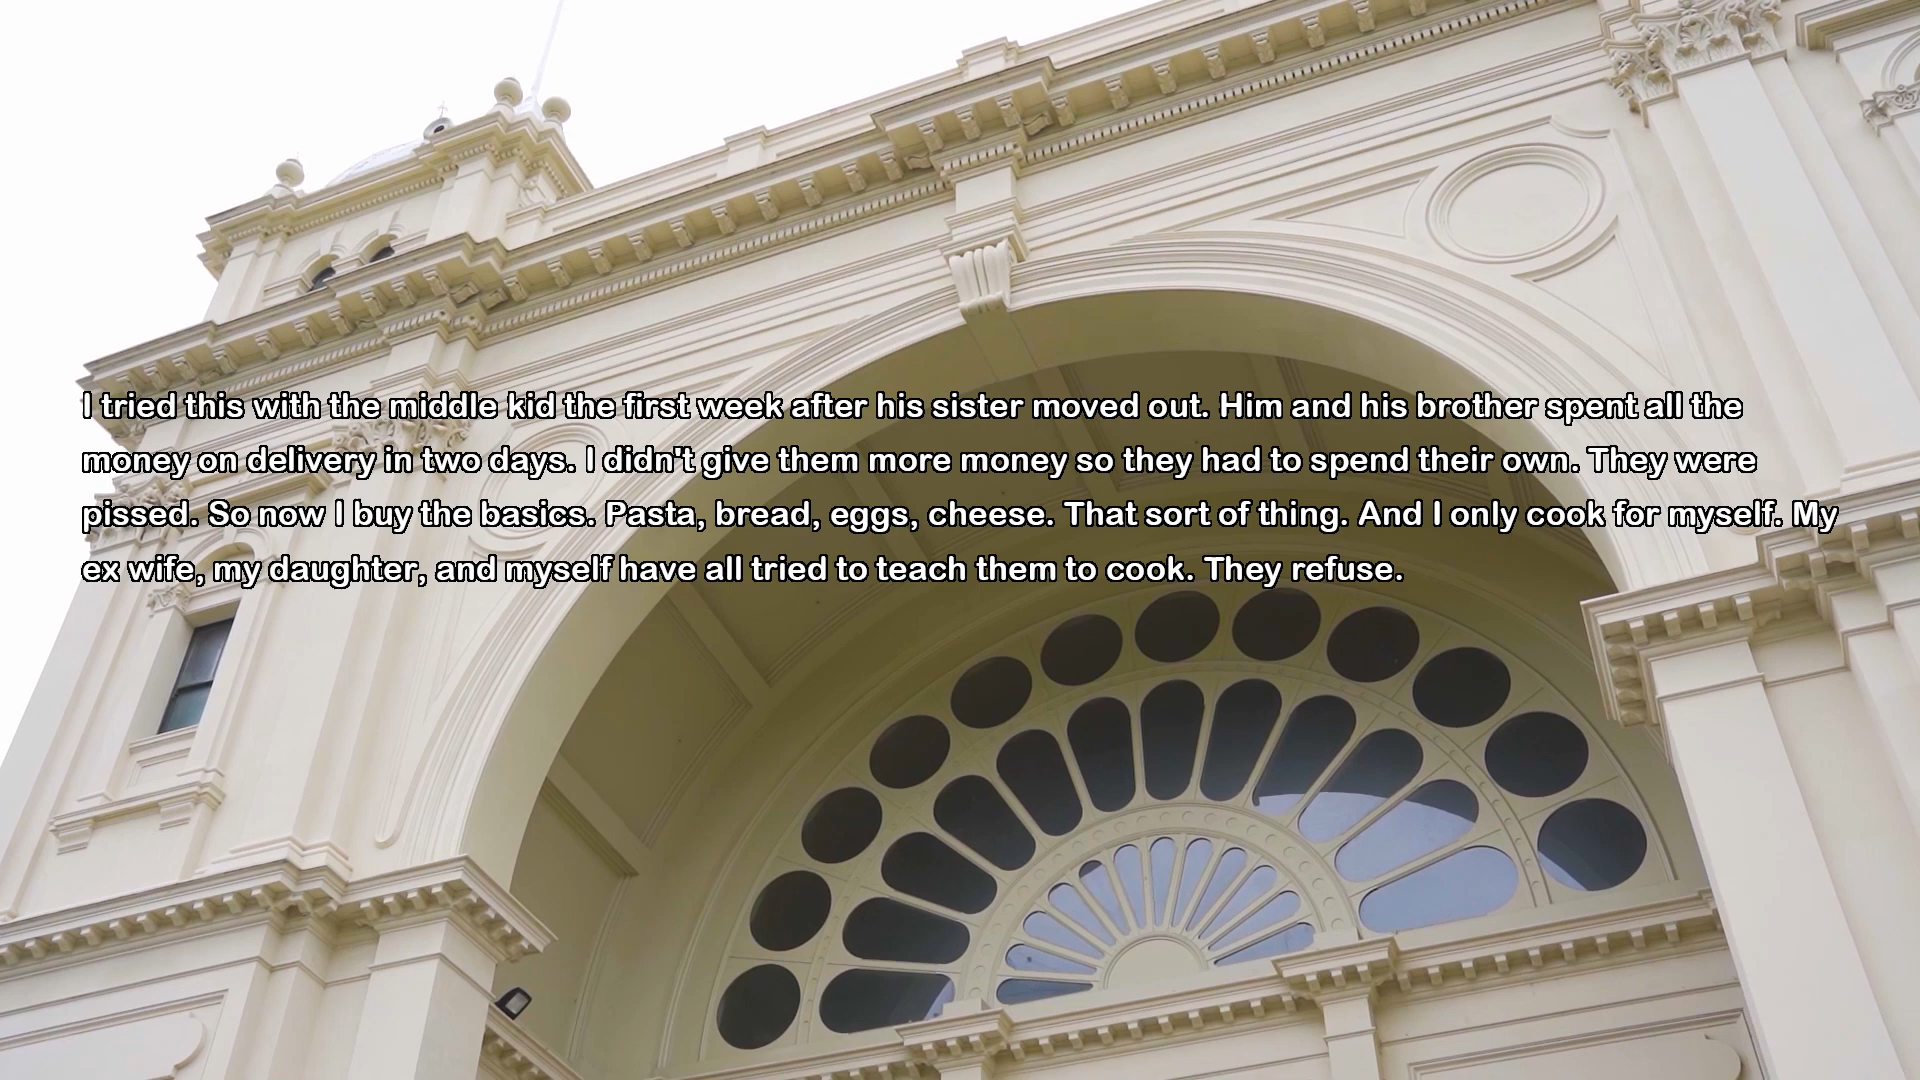 I tried this with the middle kid the first week after his sister moved out. Him and his brother spent all the
money on delivery in two days. I didn't give them more money so they had to spend their own. They were
pissed. So now I buy the basics. Pasta, bread, eggs, cheese. That sort of thing. And I only cook for myself. My
ex wife, my daughter, and myself have all tried to teach them to cook. They refuse.